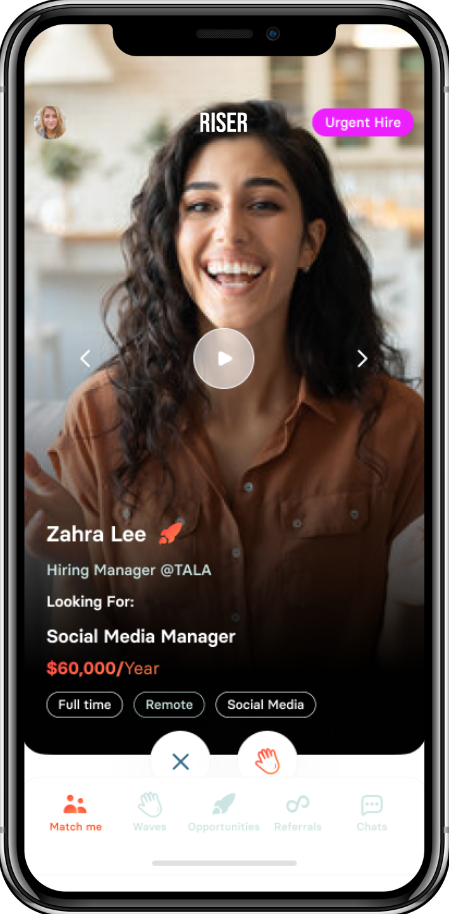 RISER
Urgent Hire
Zahra Lee
Hiring Manager @TALA
Looking For:
Social Media Manager
$60,000/Year
Full time Remote Social Media
Match me Waves Opportunities Referrals Chats